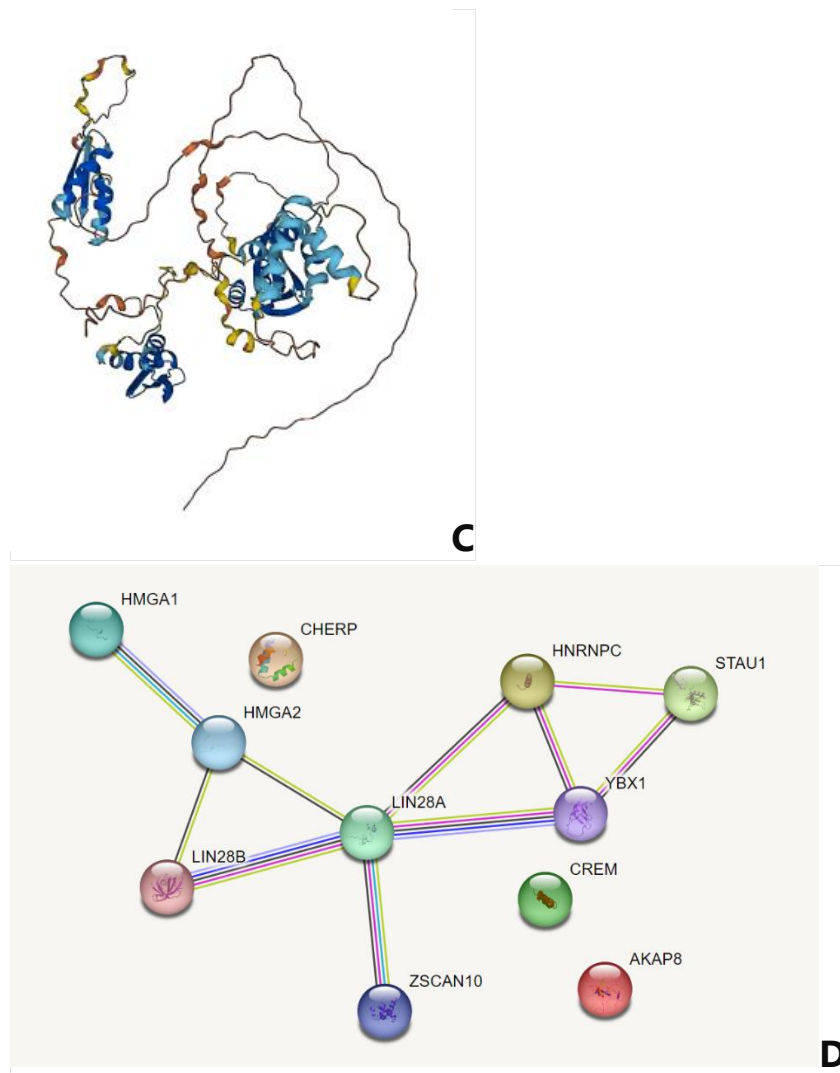 C
HMGA1
CHERP
HNRNPC
STAU1
HMGA2
YBX1
LIN28A
LIN28B
CREM
AKAP8
ZSCAN10
D